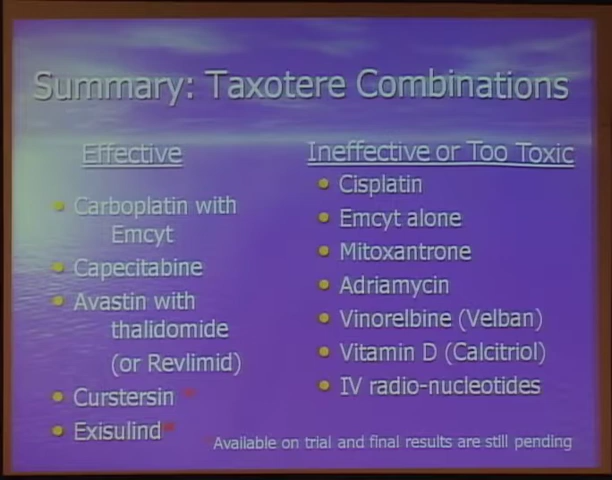 Summary: Taxotere Combinations
Effective
Carboplatin with
Emcyt
Capecitabine
Avastin with
thalidomide
(or Revlimid)
Curstersin *
Exisulind*
Ineffective or Too Toxic
Cisplatin
Emcyt alone
Mitoxantrone
Adriamycin
Vinorelbine (Velban)
Vitamin D (Calcitriol)
IV radio-nucleotides
*Available on trial and final results are still pending